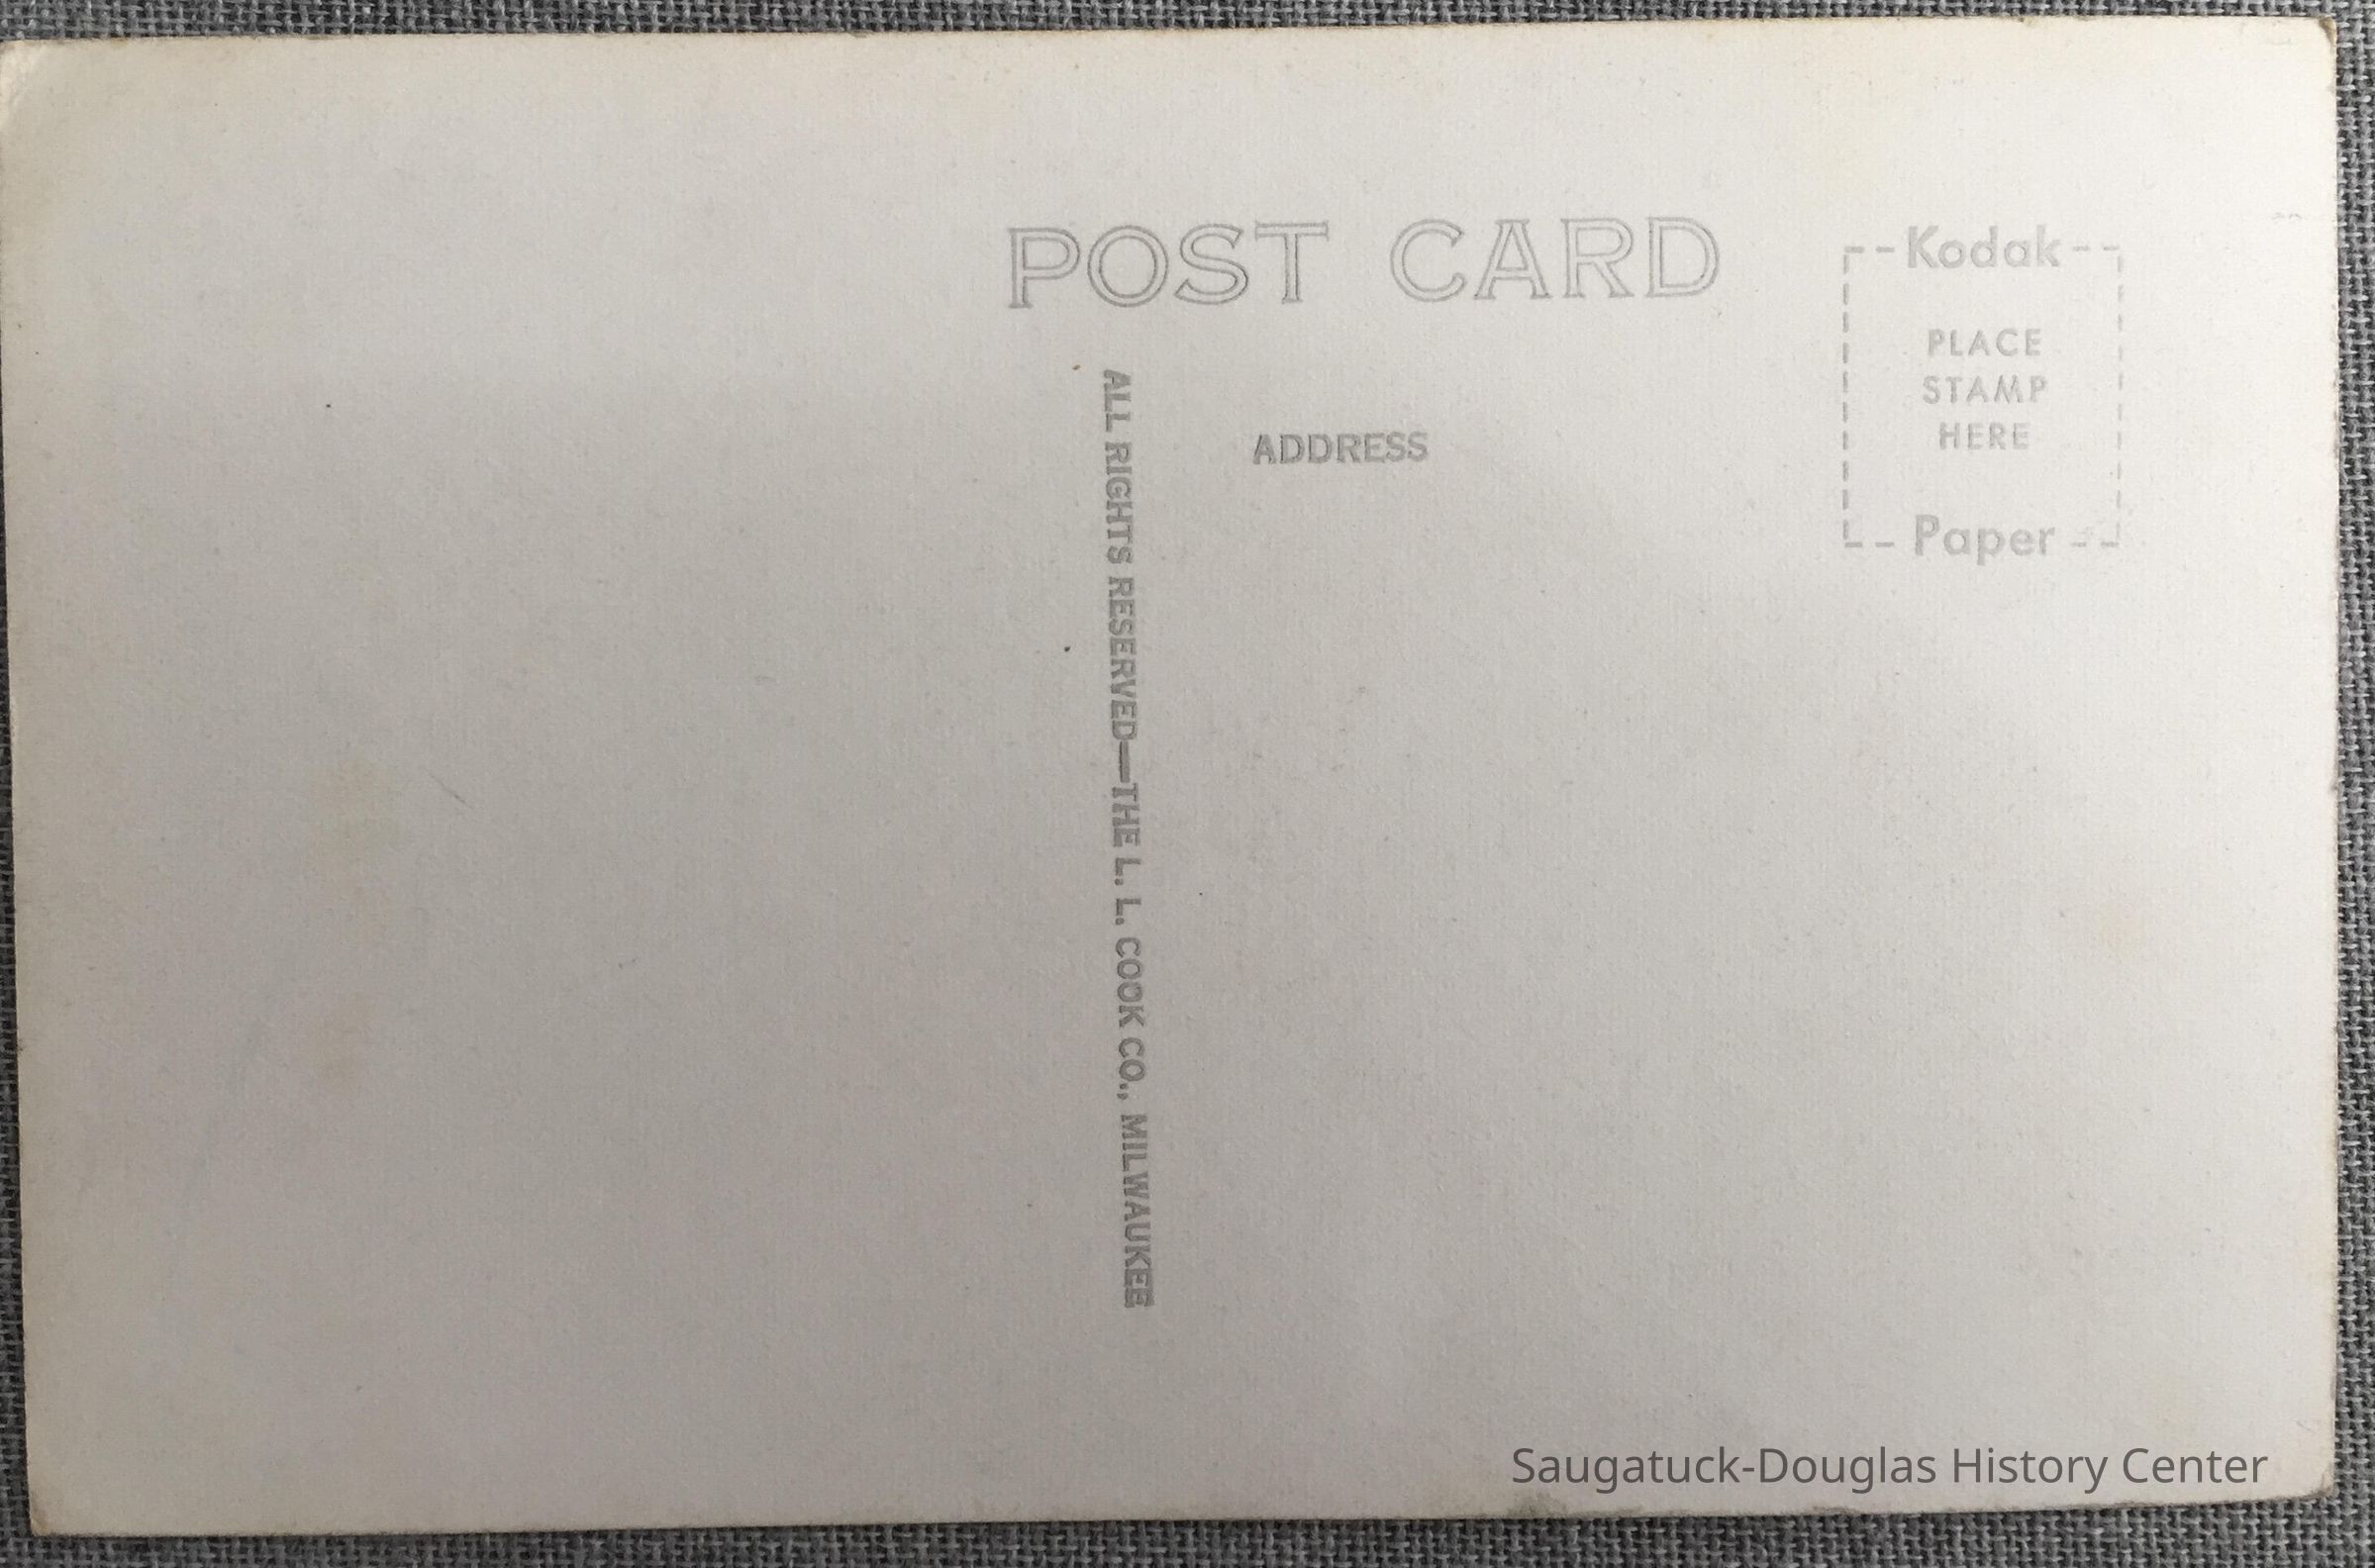 POST CARD
Kodak
PLACE
STAMP
HERE
Paper
ADDRESS
ALL RIGHTS RESERVED—THE L. L. COOK CO., MILWAUKEE
Saugatuck-Douglas History Center